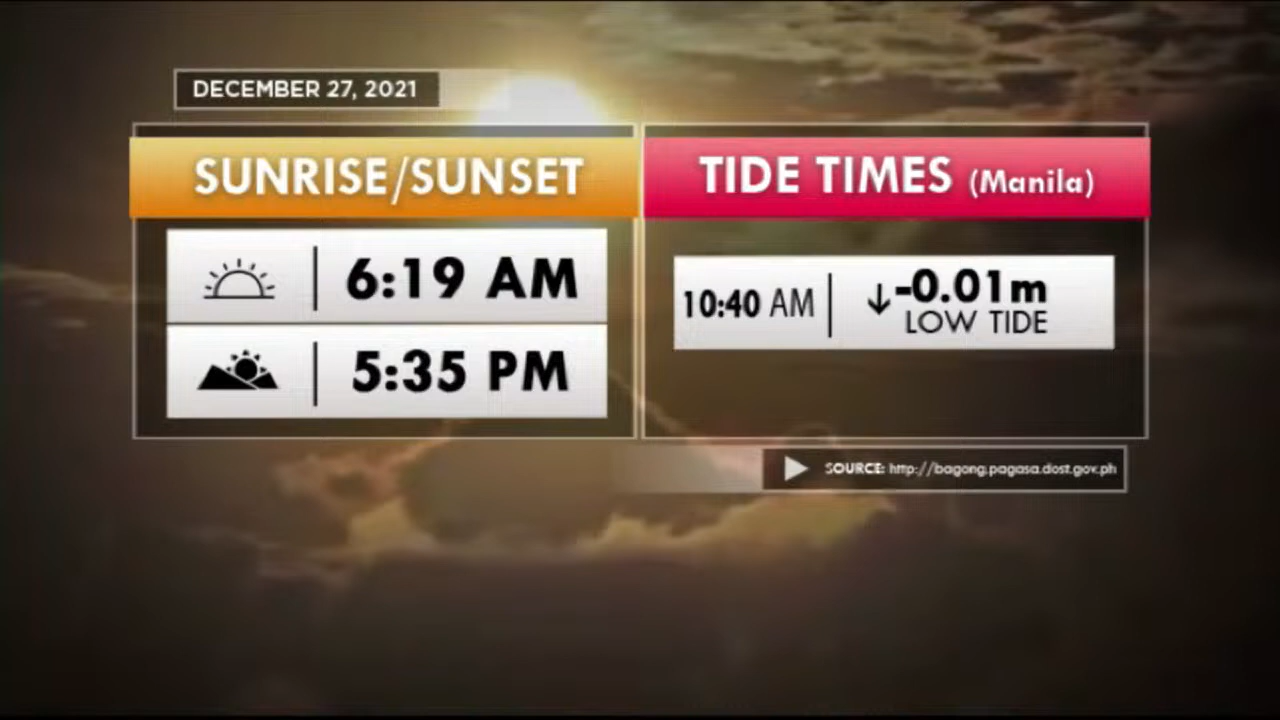 DECEMBER 27, 2021
SUNRISE/SUNSET
6:19 AM
5:35 PM
TIDE TIMES (Manila)
10:40 AM
↓-0.01m
LOW TIDE
SOURCE: http://bagong.pagasa.dost.gov.ph